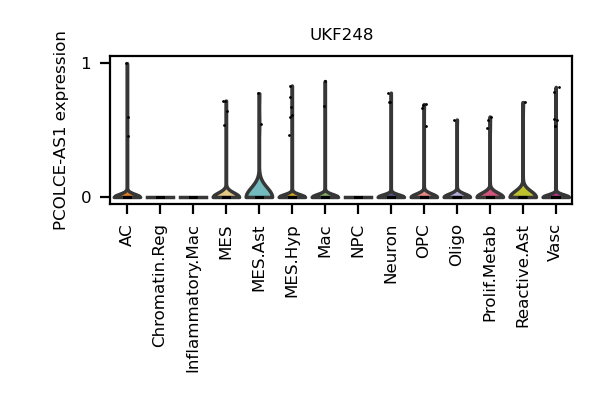 UKF248
PCOLCE-AS1 expression
1
0
AC
Chromatin.Reg
Inflammatory.Mac
MES
MES.Ast
MES.Hyp
Mac
NPC
Neuron
OPC
Oligo
Prolif.Metab
Reactive.Ast
Vasc